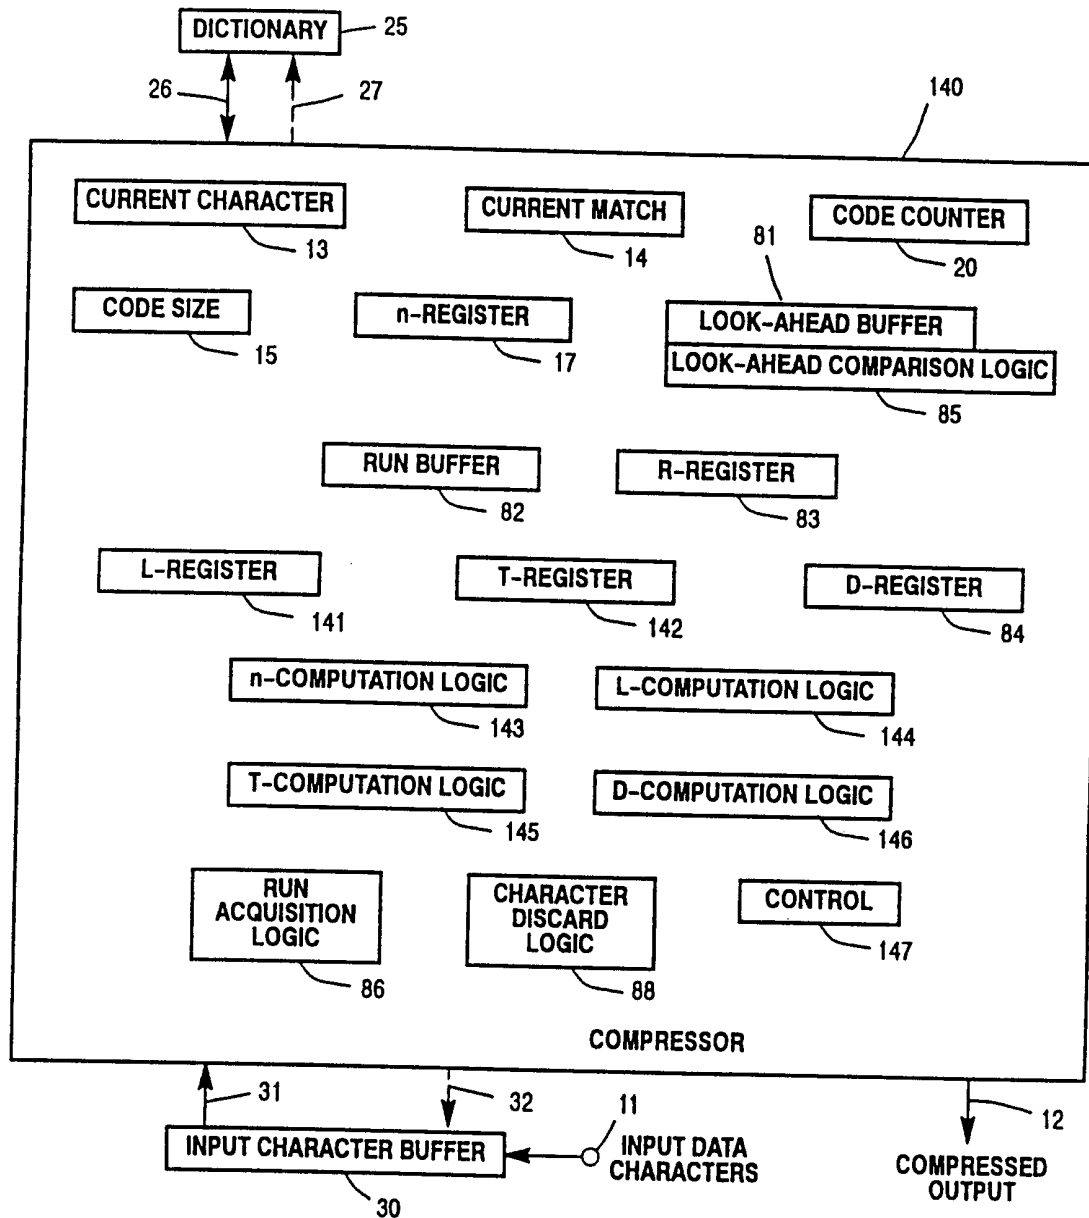 DICTIONARY
25
26
27
140
CURRENT CHARACTER
13
CURRENT MATCH
14
CODE COUNTER
20
CODE SIZE
15
n-REGISTER
17
81
LOOK-AHEAD BUFFER
LOOK-AHEAD COMPARISON LOGIC
85
RUN BUFFER
82
R-REGISTER
83
L-REGISTER
141
T-REGISTER
142
D-REGISTER
84
n-COMPUTATION LOGIC
143
L-COMPUTATION LOGIC
144
T-COMPUTATION LOGIC
145
D-COMPUTATION LOGIC
146
RUN
ACQUISITION
LOGIC
86
CHARACTER
DISCARD
LOGIC
88
CONTROL
147
COMPRESSOR
31
32
11
12
INPUT CHARACTER BUFFER
30
INPUT DATA
CHARACTERS
COMPRESSED
OUTPUT